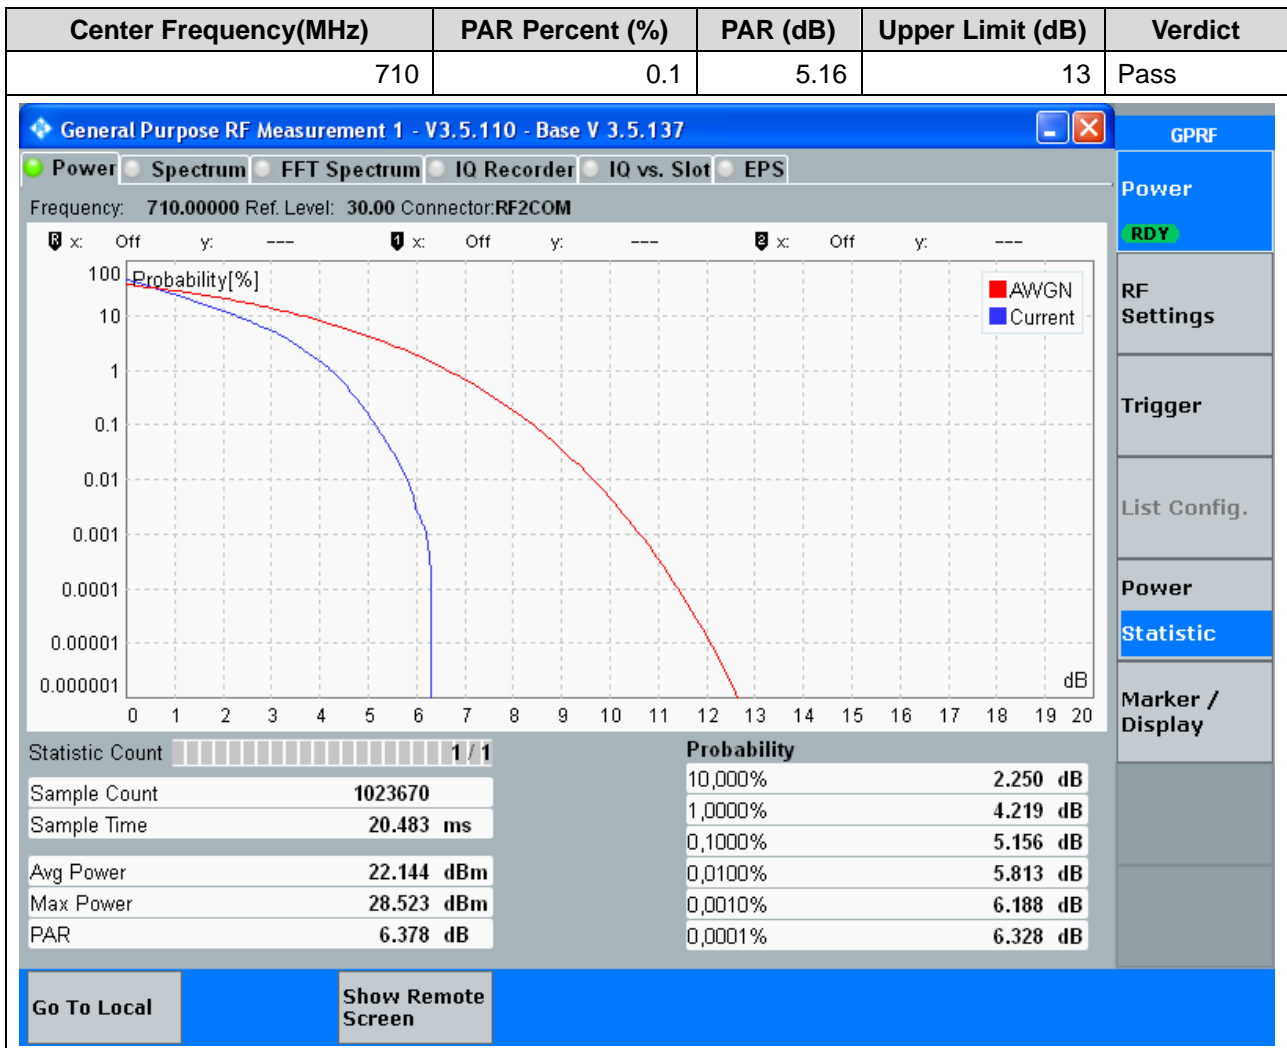 Center Frequency(MHz) PAR Percent (%) PAR (dB) Upper Limit (dB) Verdict
710 0.1 5.16 13 Pass
General Purpose RF Measurement 1 - V3.5.110 - Base V 3.5.137
GPRF
Power Spectrum FFT Spectrum IQ Recorder IQ vs. Slot EPS
Frequency: 710.00000 Ref. Level: 30.00 Connector:RF2COM
R x: Off y: --- 1 x: Off y: --- 2 x: Off y: ---
Probability[%]
AWGN
Current
100
10
1
0.1
0.01
0.001
0.0001
0.00001
0.000001
dB
0 1 2 3 4 5 6 7 8 9 10 11 12 13 14 15 16 17 18 19 20
Statistic Count 1 / 1
Sample Count 1023670
Sample Time 20.483 ms
Avg Power 22.144 dBm
Max Power 28.523 dBm
PAR 6.378 dB
Probability
10,000% 2.250 dB
1,0000% 4.219 dB
0,1000% 5.156 dB
0,0100% 5.813 dB
0,0010% 6.188 dB
0,0001% 6.328 dB
Power
RDY
RF
Settings
Trigger
List Config.
Power
Statistic
Marker /
Display
Go To Local
Show Remote
Screen